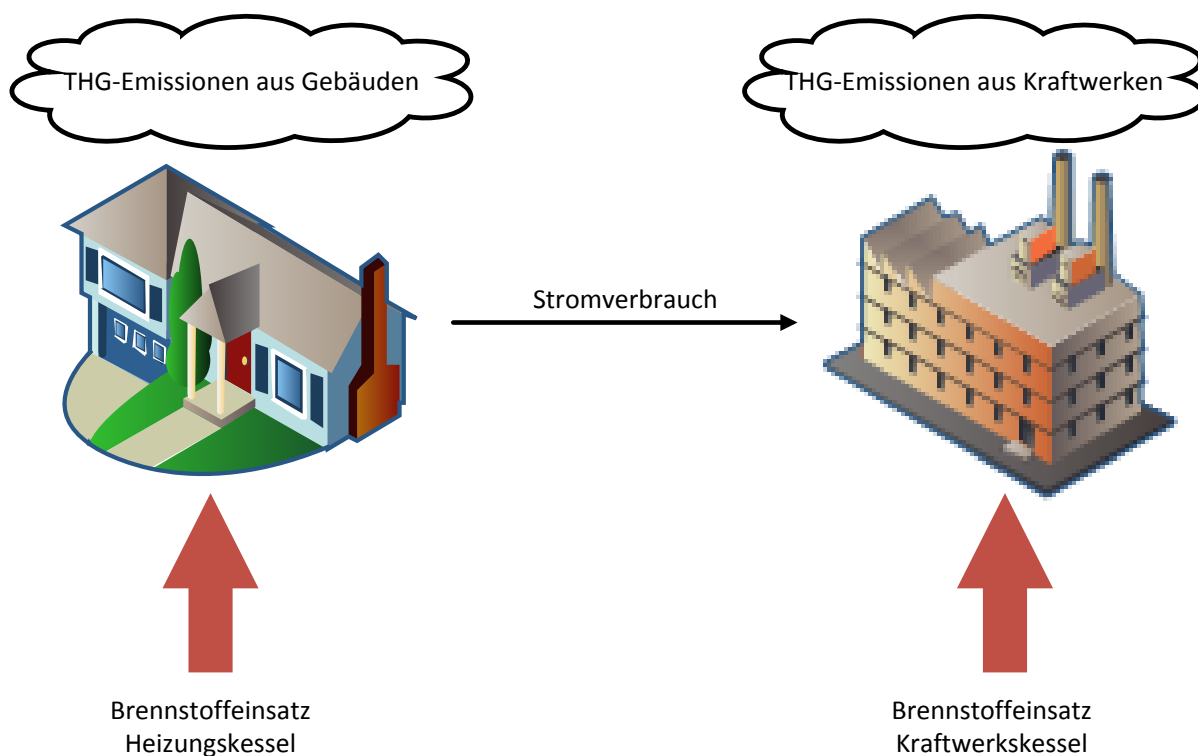 THG-Emissionen aus Gebäuden
THG-Emissionen aus Kraftwerken
Stromverbrauch
Brennstoffeinsatz
Heizungskessel
Brennstoffeinsatz
Kraftwerkskessel